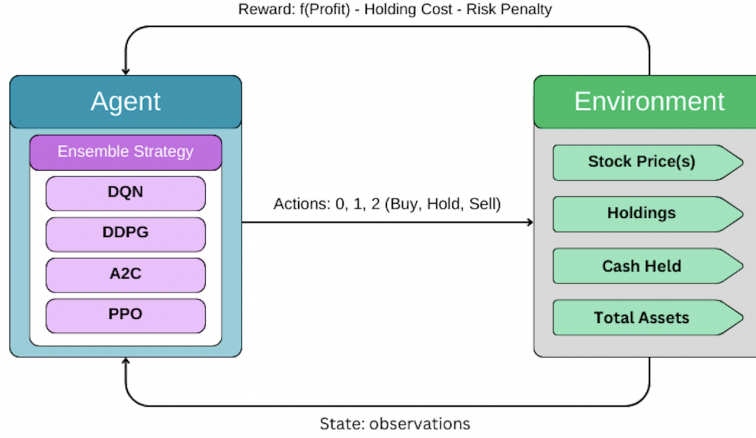 Reward: f(Profit) - Holding Cost - Risk Penalty
Agent
Ensemble Strategy
DQN
DDPG
A2C
PPO
Actions: 0, 1, 2 (Buy, Hold, Sell)
Environment
Stock Price(s)
Holdings
Cash Held
Total Assets
State: observations